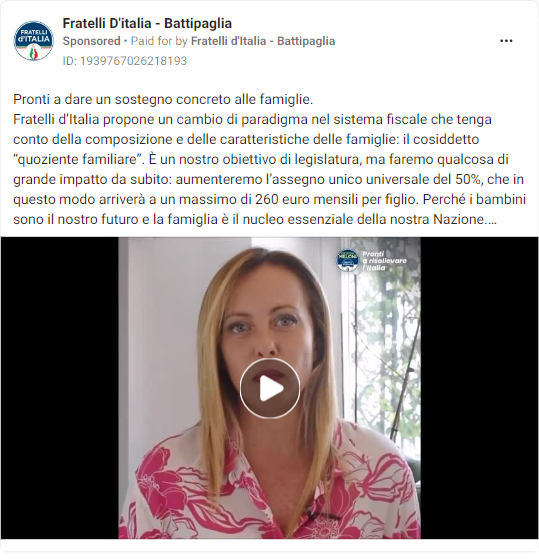 Fratelli D'italia - Battipaglia
Sponsored • Paid for by Fratelli d'Italia - Battipaglia
ID: 1939767026218193
Pronti a dare un sostegno concreto alle famiglie.
Fratelli d'Italia propone un cambio di paradigma nel sistema fiscale che tenga
conto della composizione e delle caratteristiche delle famiglie: il cosiddetto
"quoziente familiare". È un nostro obiettivo di legislatura, ma faremo qualcosa di
grande impatto da subito: aumenteremo l'assegno unico universale del 50%, che in
questo modo arriverà a un massimo di 260 euro mensili per figlio. Perché i bambini
sono il nostro futuro e la famiglia è il nucleo essenziale della nostra Nazione....
FRATELLI
d'ITALIA
MELONI
Pronti
a risollevare
l'Italia